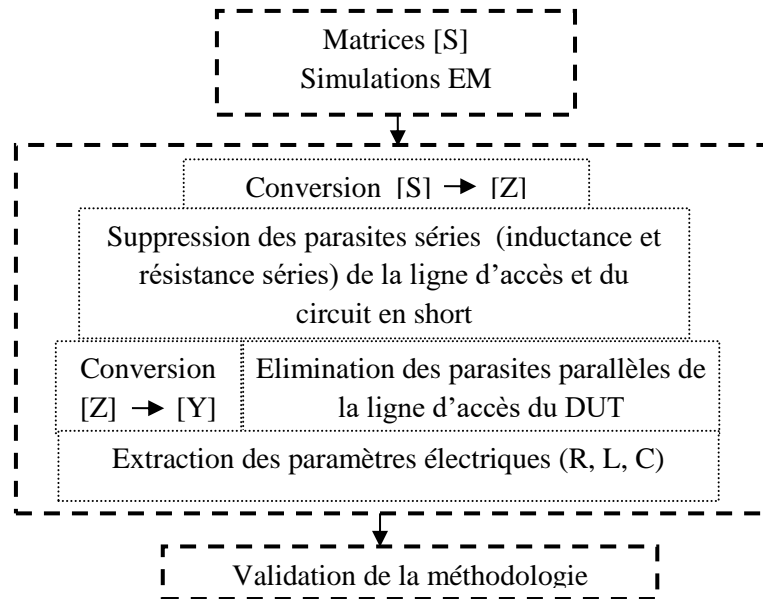 Matrices [S]
Simulations EM
Conversion [S] → [Z]
Suppression des parasites séries (inductance et
résistance séries) de la ligne d'accès et du
circuit en short
Conversion
[Z] → [Y]
Elimination des parasites parallèles de
la ligne d'accès du DUT
Extraction des paramètres électriques (R, L, C)
Validation de la méthodologie